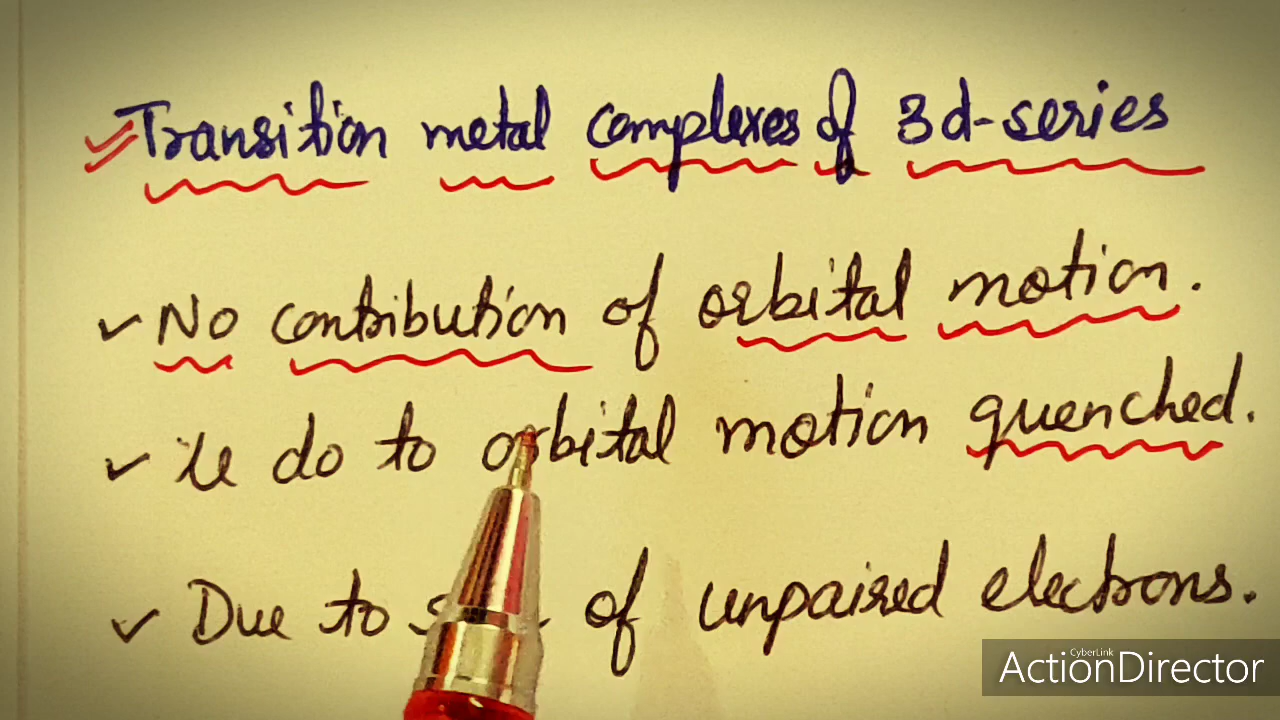 Transition metal complexes of 3d-series
No contribution of orbital motion.
μ do to orbital motion quenched.
Due to of unpaired electrons.
CyberLink
ActionDirector